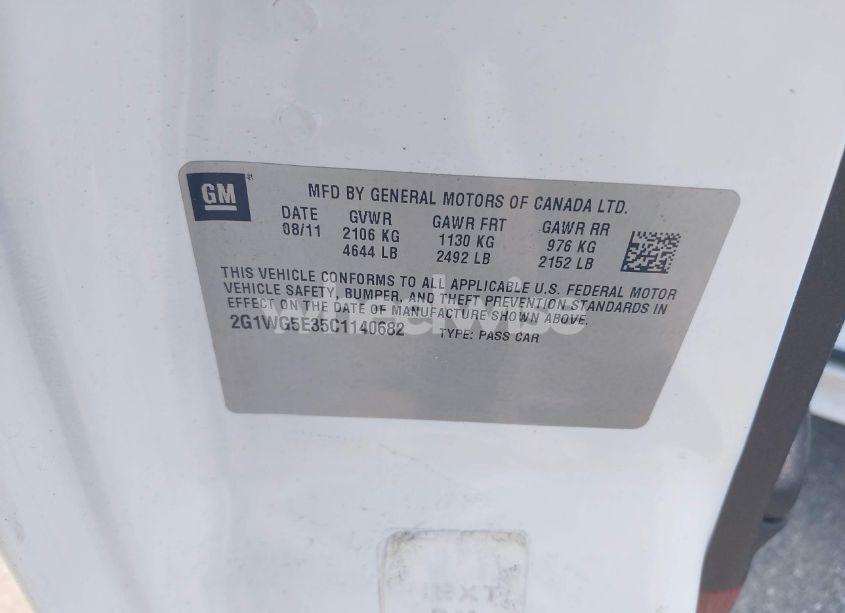 GM
MFD BY GENERAL MOTORS OF CANADA LTD.
DATE GVWR GAWR FRT GAWR RR
08/11 2106 KG 1130 KG 976 KG
4644 LB 2492 LB 2152 LB
THIS VEHICLE CONFORMS TO ALL APPLICABLE U.S. FEDERAL MOTOR
VEHICLE SAFETY, BUMPER, AND THEFT PREVENTION STANDARDS IN
EFFECT ON THE DATE OF MANUFACTURE SHOWN ABOVE.
2G1WG5E35C1140682 TYPE: PASS CAR
wheelwise